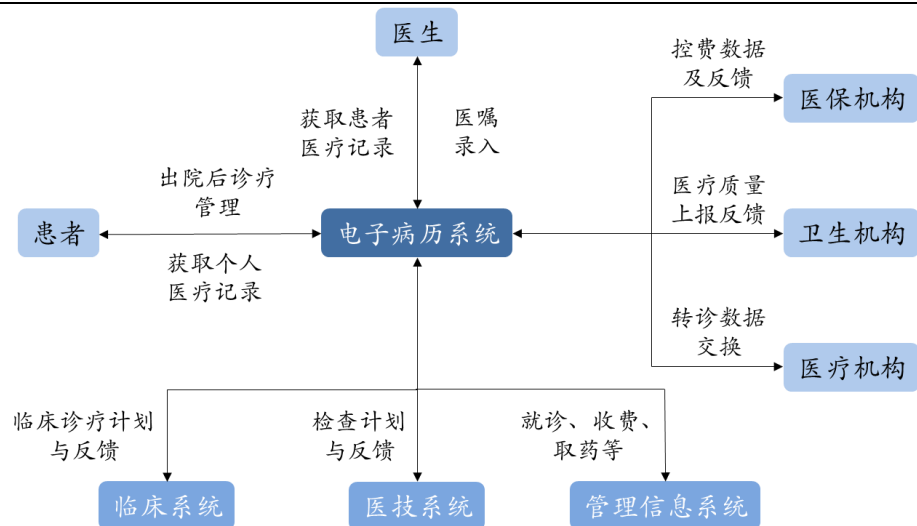 医生
控费数据
及反馈
医保机构
获取患者
医疗记录
医嘱
录入
出院后诊疗
管理
医疗质量
上报反馈
患者
电子病历系统
卫生机构
获取个人
医疗记录
转诊数据
交换
医疗机构
临床诊疗计划
与反馈
检查计划
与反馈
就诊、收费、
取药等
临床系统
医技系统
管理信息系统